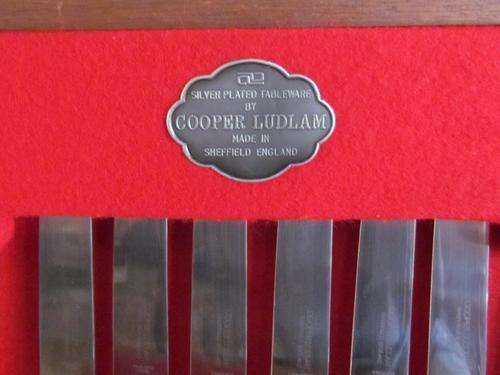 SILVER PLATED TABLEWARE
BY
COOPER LUDLAM
MADE IN
SHEFFIELD ENGLAND